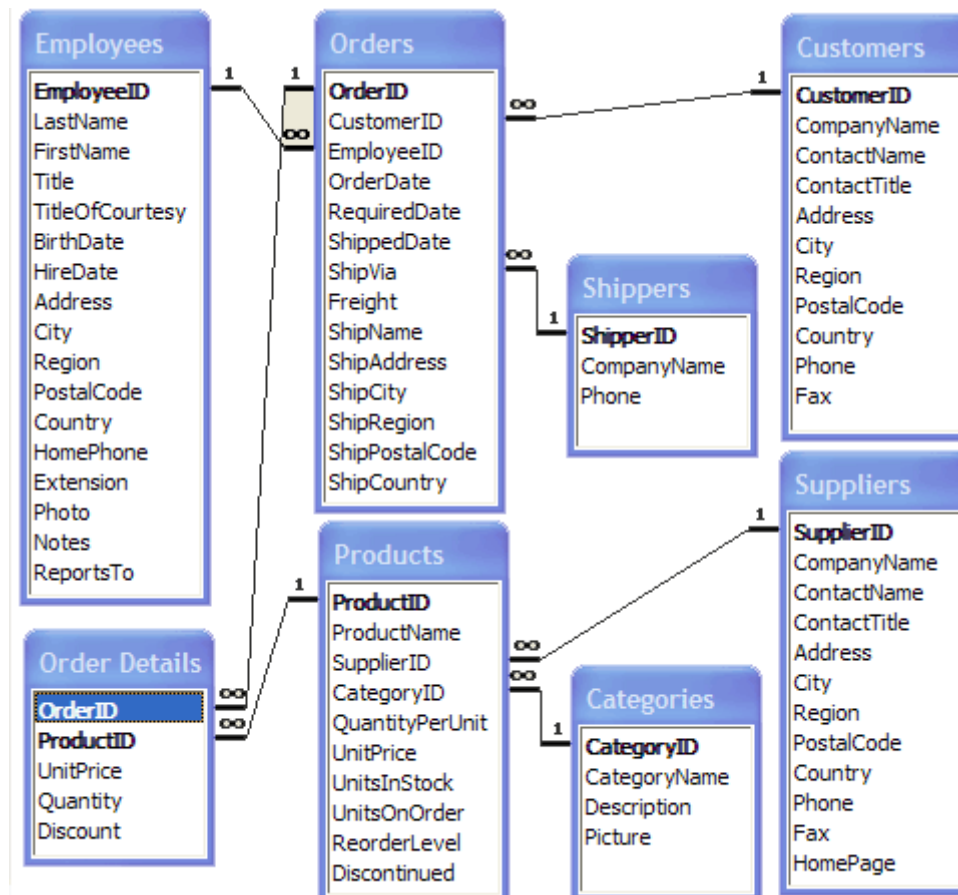 Employees
EmployeeID
LastName
FirstName
Title
TitleOfCourtesy
BirthDate
HireDate
Address
City
Region
PostalCode
Country
HomePhone
Extension
Photo
Notes
ReportsTo
1
1
∞
Orders
OrderID
CustomerID
EmployeeID
OrderDate
RequiredDate
ShippedDate
ShipVia
Freight
ShipName
ShipAddress
ShipCity
ShipRegion
ShipPostalCode
ShipCountry
∞
1
∞
1
Customers
CustomerID
CompanyName
ContactName
ContactTitle
Address
City
Region
PostalCode
Country
Phone
Fax
Shippers
ShipperID
CompanyName
Phone
Order Details
OrderID
ProductID
UnitPrice
Quantity
Discount
∞
∞
1
Products
ProductID
ProductName
SupplierID
CategoryID
QuantityPerUnit
UnitPrice
UnitsInStock
UnitsOnOrder
ReorderLevel
Discontinued
∞
∞
1
1
Categories
CategoryID
CategoryName
Description
Picture
Suppliers
SupplierID
CompanyName
ContactName
ContactTitle
Address
City
Region
PostalCode
Country
Phone
Fax
HomePage